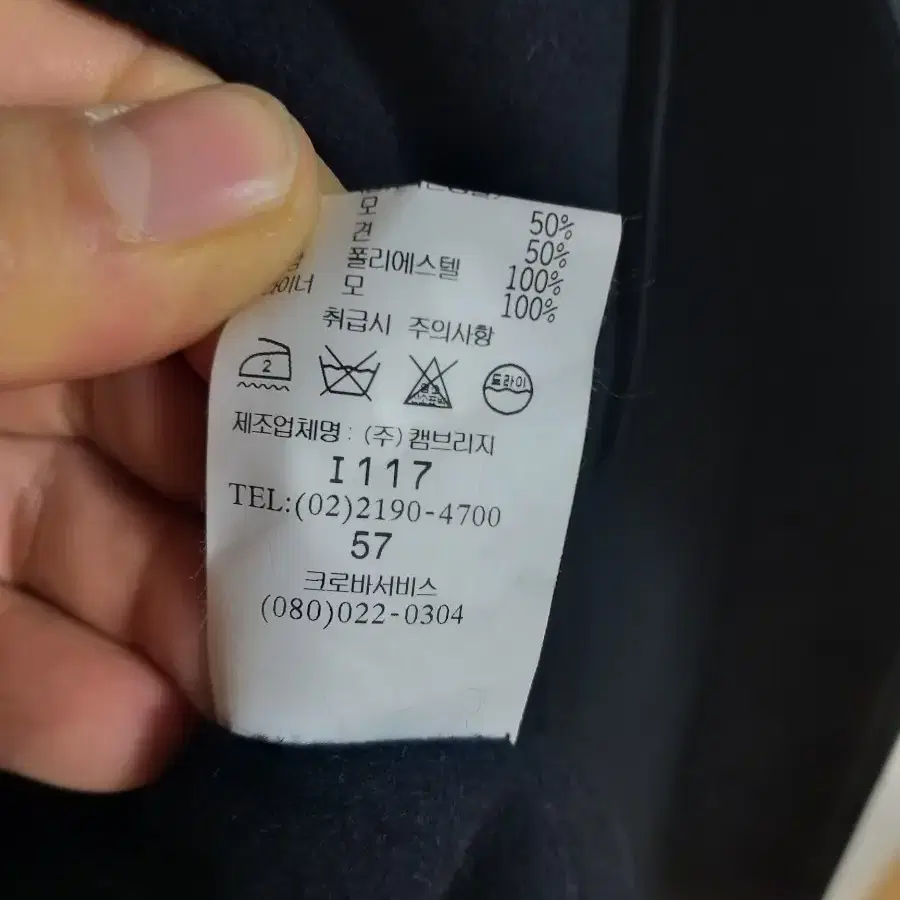 모 50%
견 50%
폴리에스텔 100%
이너 모 100%
취급시 주의사항
2 드라이
제조업체명 : (주)캠브리지
I117
TEL:(02)2190-4700
57
크로바서비스
(080)022-0304